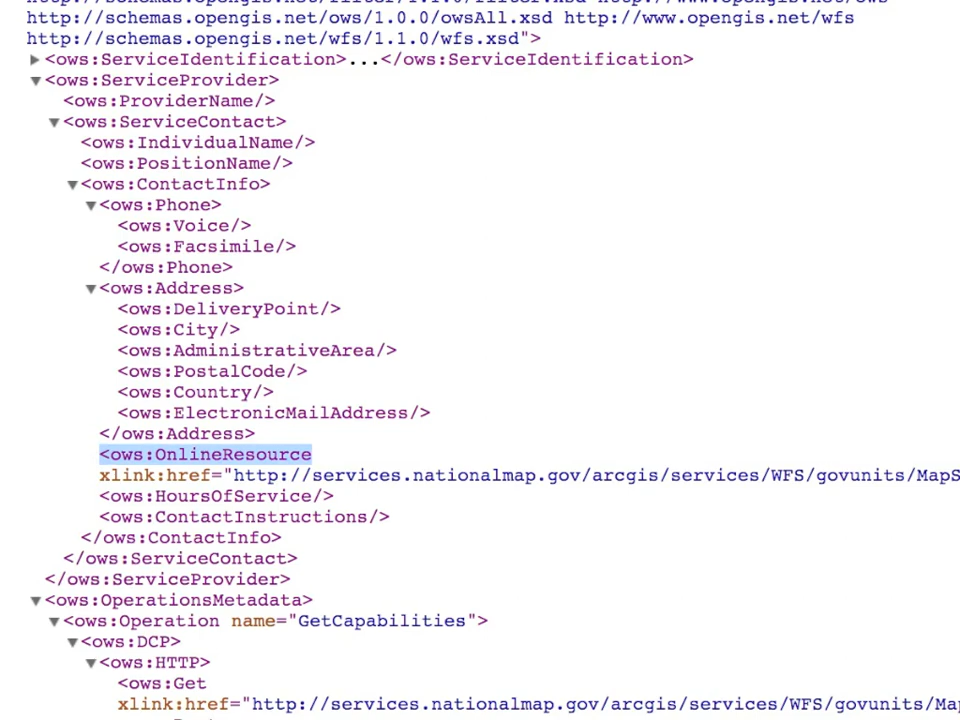 http://schemas.opengis.net/ows/1.0.0/owsAll.xsd http://www.opengis.net/wfs
http://schemas.opengis.net/wfs/1.1.0/wfs.xsd">
<ows:ServiceIdentification>...</ows:ServiceIdentification>
<ows:ServiceProvider>
<ows:ProviderName/>
<ows:ServiceContact>
<ows:IndividualName/>
<ows:PositionName/>
<ows:ContactInfo>
<ows:Phone>
<ows:Voice/>
<ows:Facsimile/>
</ows:Phone>
<ows:Address>
<ows:DeliveryPoint/>
<ows:City/>
<ows:AdministrativeArea/>
<ows:PostalCode/>
<ows:Country/>
<ows:ElectronicMailAddress/>
</ows:Address>
<ows:OnlineResource
xlink:href="http://services.nationalmap.gov/arcgis/services/WFS/govunits/MapS
<ows:HoursOfService/>
<ows:ContactInstructions/>
</ows:ContactInfo>
</ows:ServiceContact>
</ows:ServiceProvider>
<ows:OperationsMetadata>
<ows:Operation name="GetCapabilities">
<ows:DCP>
<ows:HTTP>
<ows:Get
xlink:href="http://services.nationalmap.gov/arcgis/services/WFS/govunits/Ma